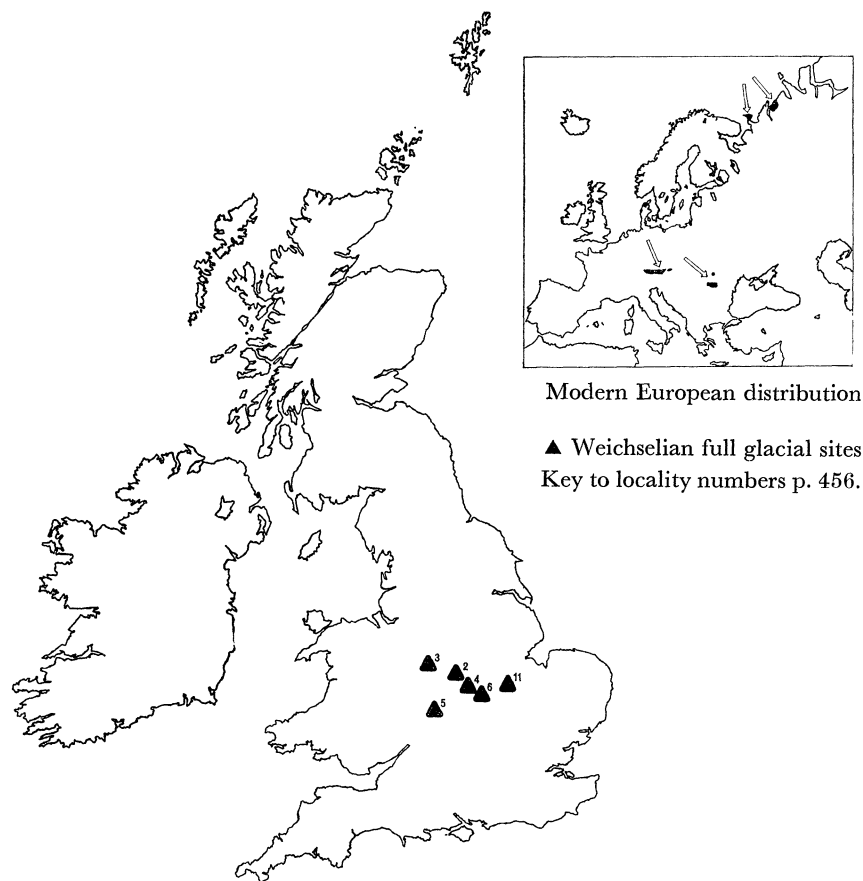 Modern European distribution
▲ Weichselian full glacial sites
Key to locality numbers p. 456.
3
2
4
6
11
5